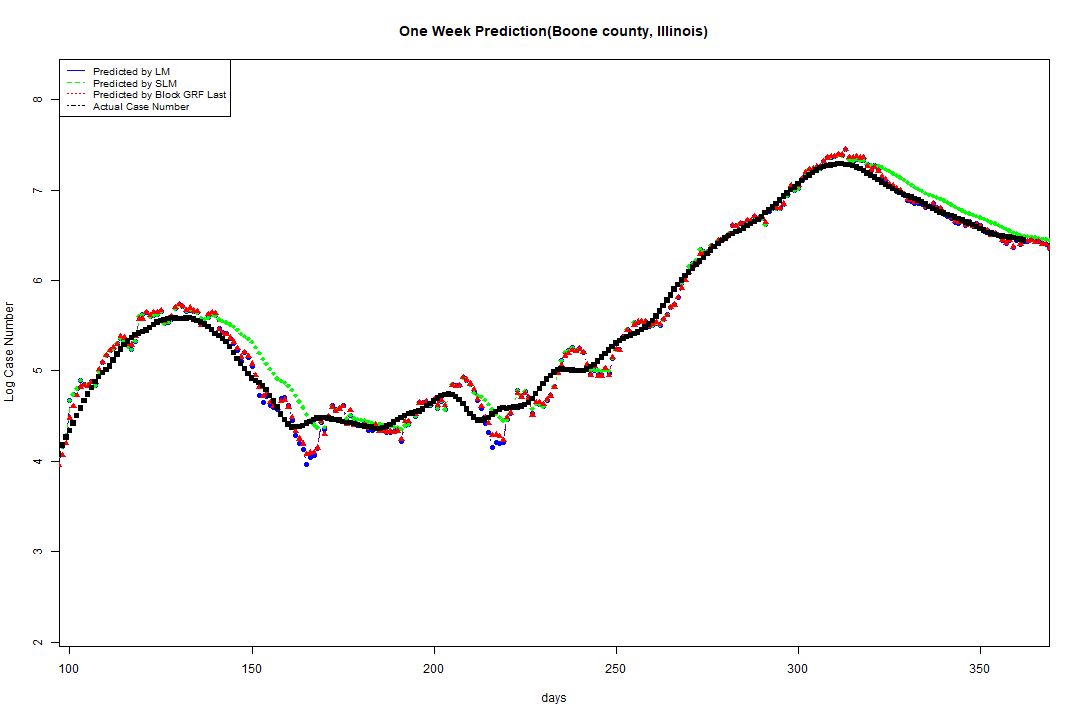 One Week Prediction(Boone county, Illinois)
Predicted by LM
Predicted by SLM
Predicted by Block GRF Last
Actual Case Number
Log Case Number
8
7
6
5
4
3
2
100 150 200 250 300 350
days